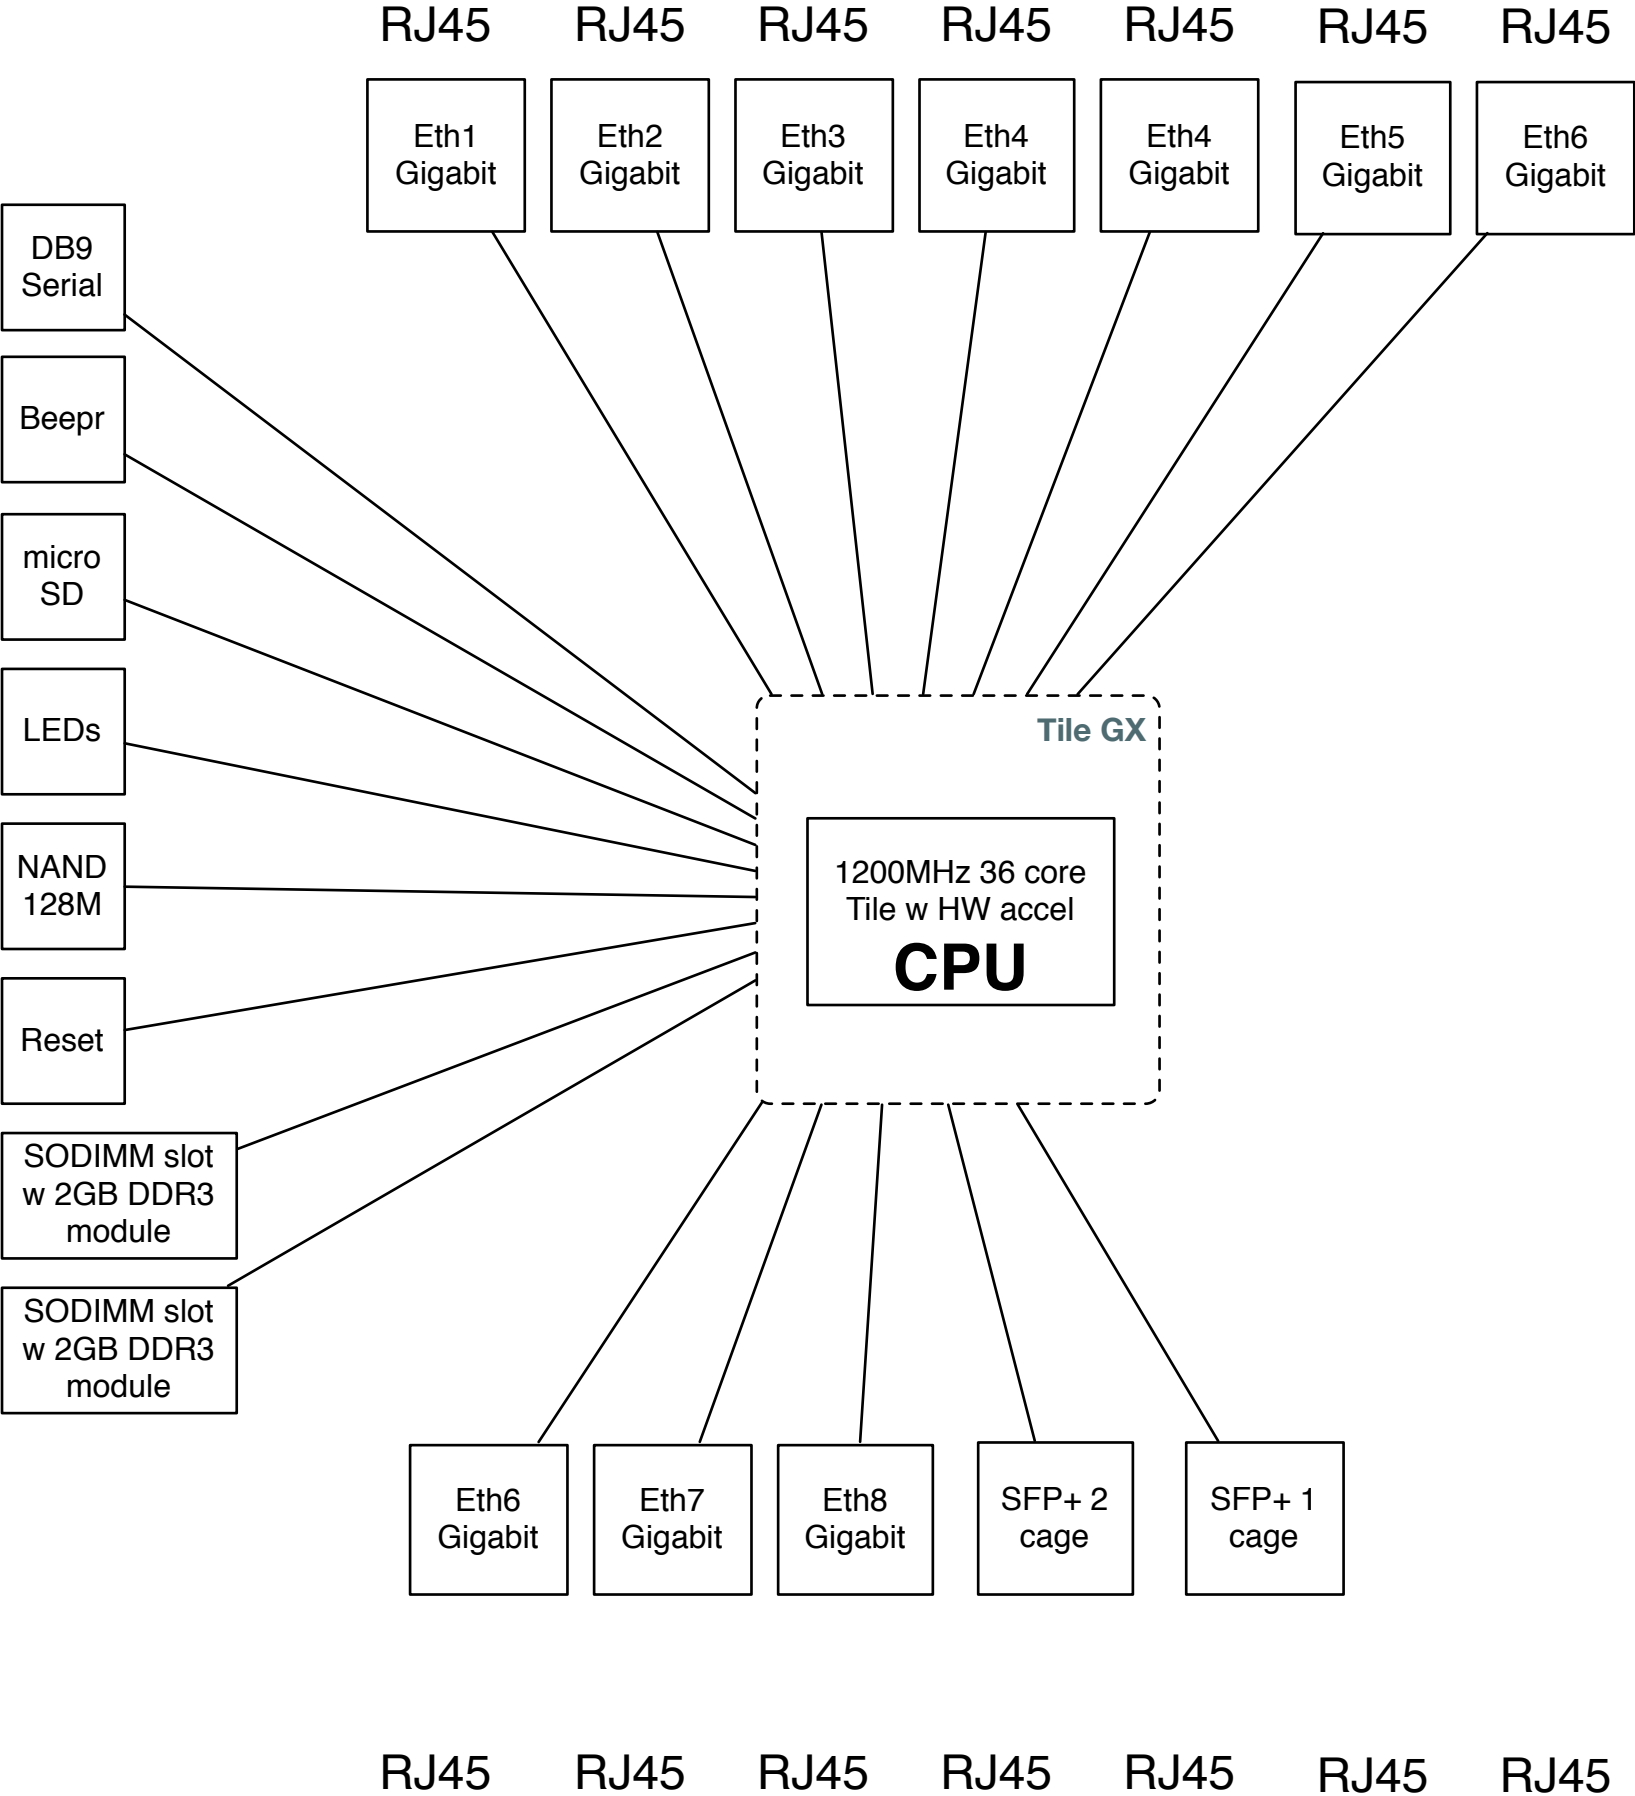 RJ45 RJ45 RJ45 RJ45 RJ45 RJ45 RJ45
Eth1
Gigabit
Eth2
Gigabit
Eth3
Gigabit
Eth4
Gigabit
Eth4
Gigabit
Eth5
Gigabit
Eth6
Gigabit
DB9
Serial
Beepr
micro
SD
LEDs
NAND
128M
Reset
SODIMM slot
w 2GB DDR3
module
SODIMM slot
w 2GB DDR3
module
Tile GX
1200MHz 36 core
Tile w HW accel
CPU
Eth6
Gigabit
Eth7
Gigabit
Eth8
Gigabit
SFP+ 2
cage
SFP+ 1
cage
RJ45 RJ45 RJ45 RJ45 RJ45 RJ45 RJ45